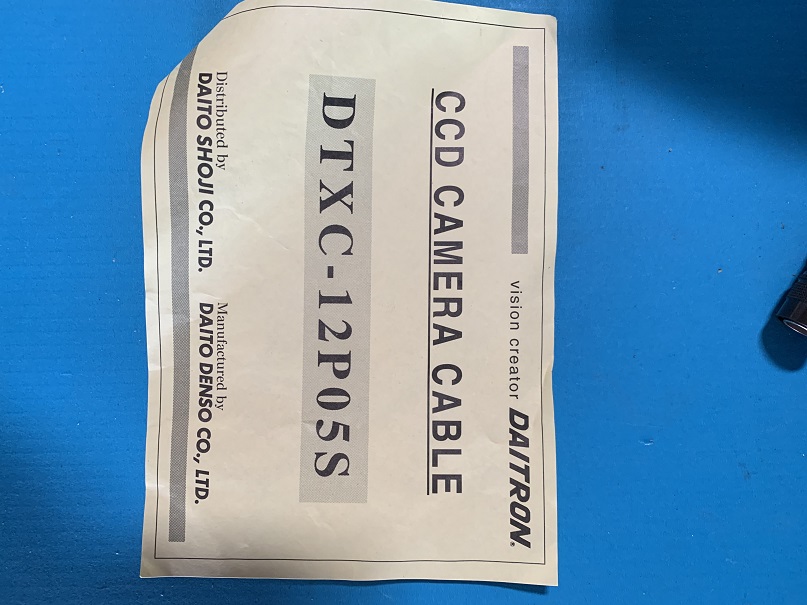 vision creator DAITRON®
CCD CAMERA CABLE
DTXC-12P05S
Distributed by
DAITO SHOJI CO., LTD.
Manufactured by
DAITO DENSO CO., LTD.